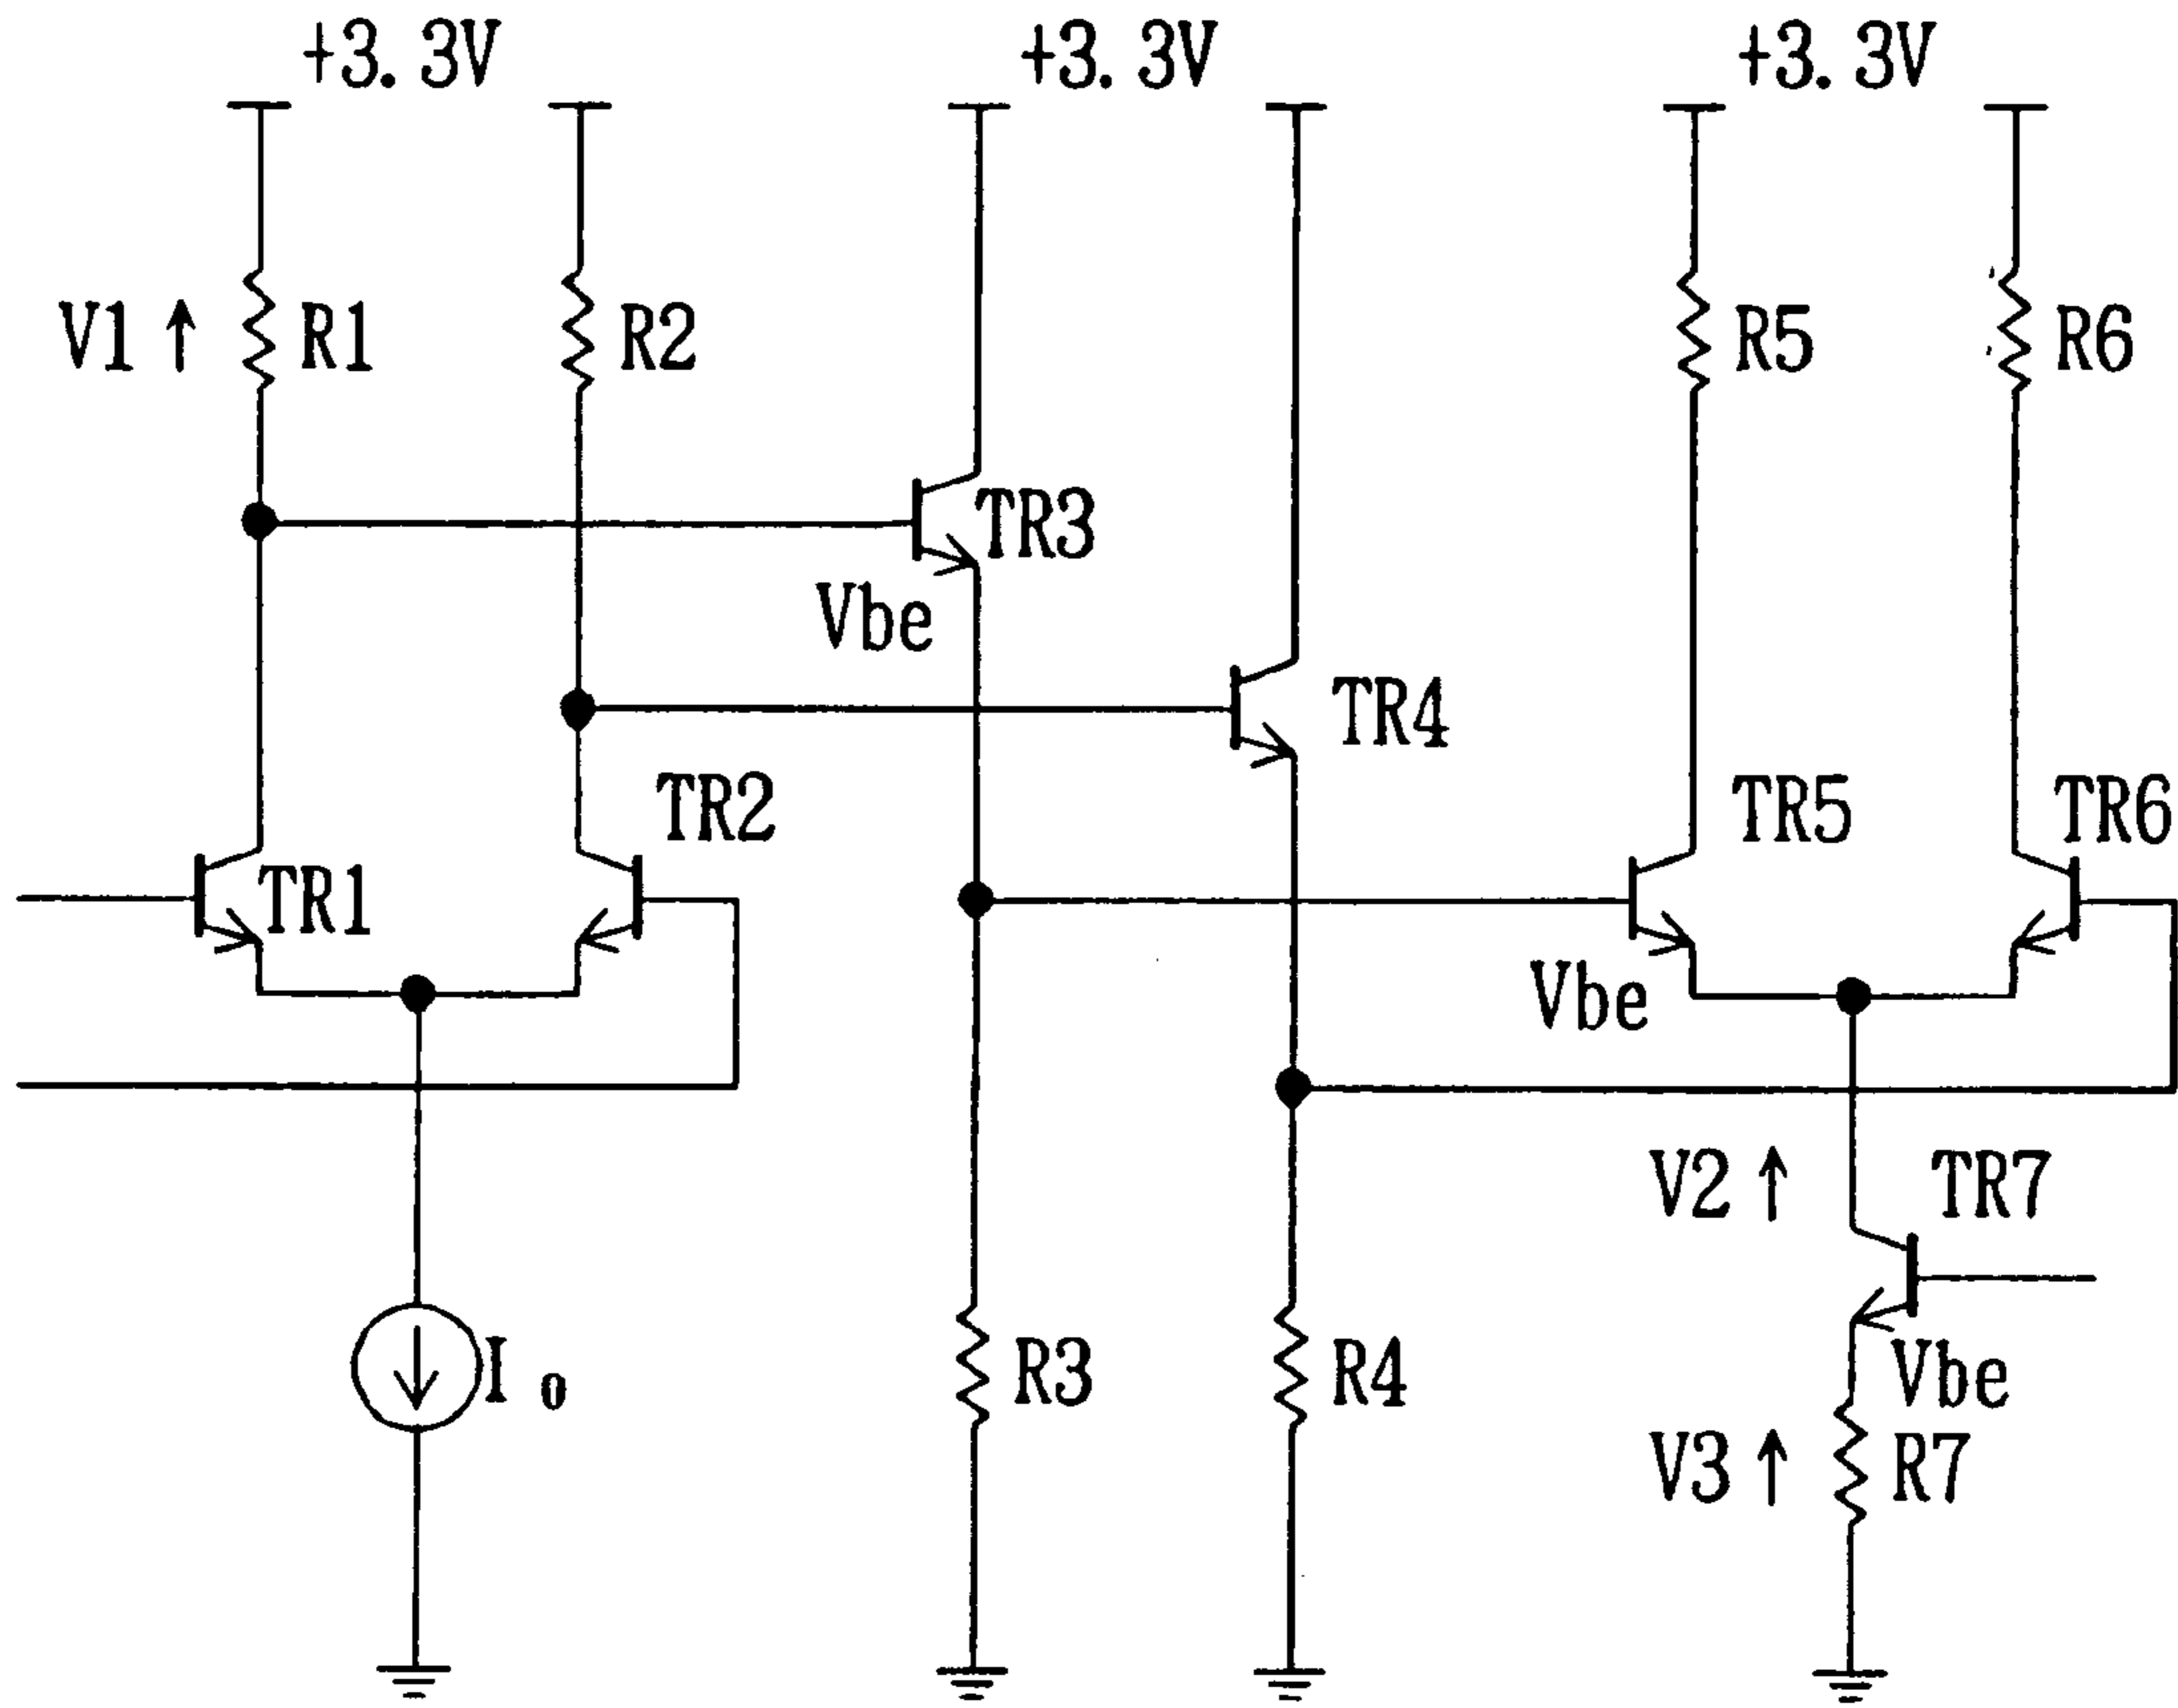 +3.3V
+3.3V
+3.3V
V1
R1
R2
R5
R6
TR3
Vbe
TR4
TR2
TR5
TR6
TR1
Vbe
V2
TR7
I0
R3
R4
Vbe
V3
R7